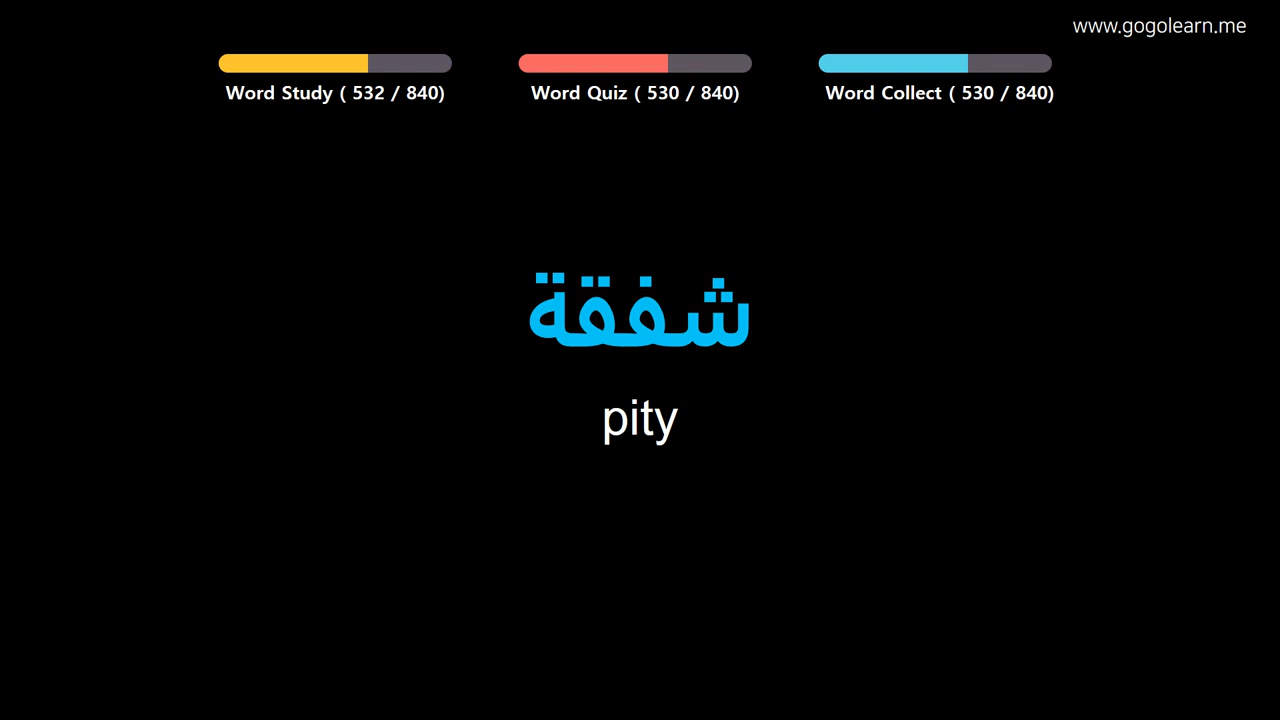 www.gogolearn.me
Word Study ( 532 / 840)
Word Quiz ( 530 / 840)
Word Collect ( 530 / 840)
شفقة
pity